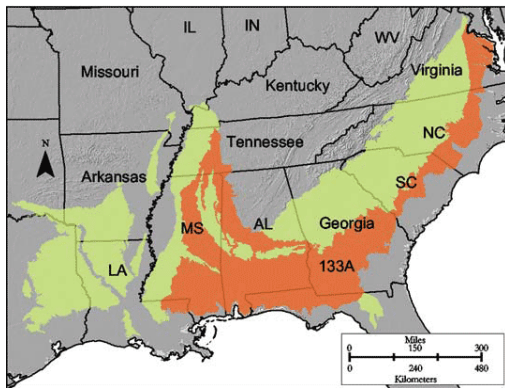 IL
IN
WV
Missouri
Virginia
Kentucky
N
NC
Tennessee
Arkansas
SC
MS
AL
Georgia
LA
133A
Miles
0 150 300
0 240 480
Kilometers